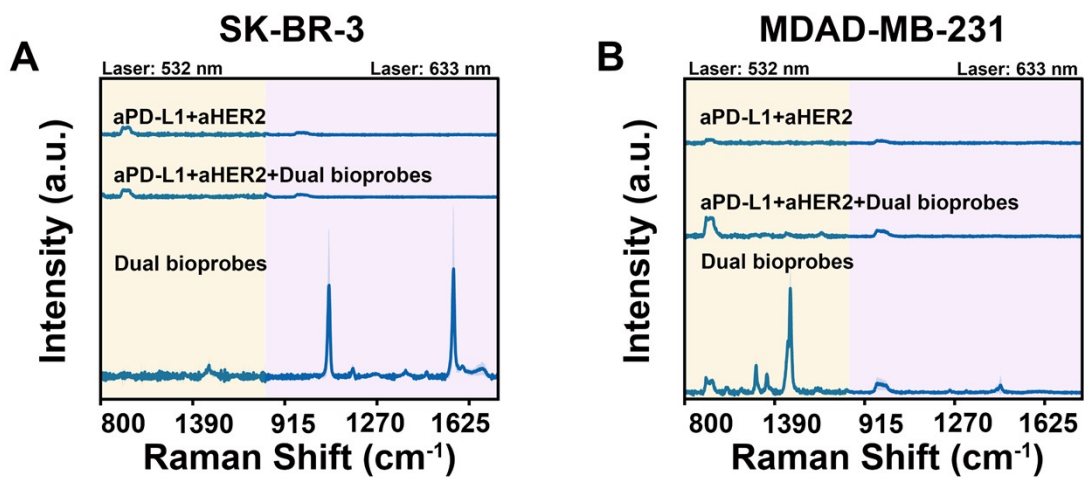 SK-BR-3
A
Laser: 532 nm
Laser: 633 nm
aPD-L1+aHER2
aPD-L1+aHER2+Dual bioprobes
Dual bioprobes
Intensity (a.u.)
800 1390 915 1270 1625
Raman Shift (cm⁻¹)
MDAD-MB-231
B
Laser: 532 nm
Laser: 633 nm
aPD-L1+aHER2
aPD-L1+aHER2+Dual bioprobes
Dual bioprobes
Intensity (a.u.)
800 1390 915 1270 1625
Raman Shift (cm⁻¹)